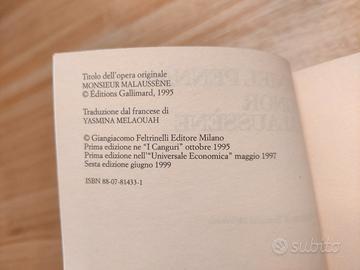 Titolo dell'opera originale
MONSIEUR MALAUSSÈNE
© Éditions Gallimard, 1995
Traduzione dal francese di
YASMINA MELAOUAH
© Giangiacomo Feltrinelli Editore Milano
Prima edizione ne "I Canguri" ottobre 1995
Prima edizione nell'"Universale Economica" maggio 1997
Sesta edizione giugno 1999
ISBN 88-07-81433-1
subito